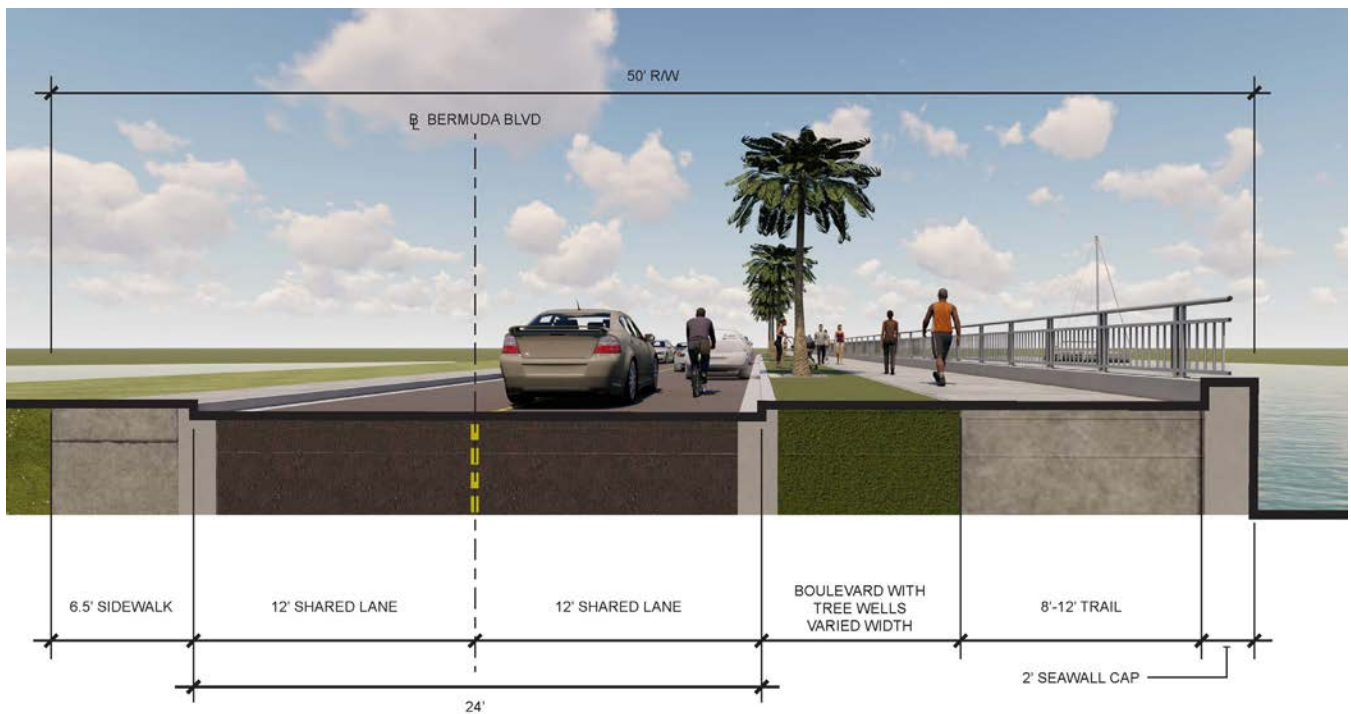 50' R/W
BERMUDA BLVD
6.5' SIDEWALK
12' SHARED LANE
12' SHARED LANE
BOULEVARD WITH
TREE WELLS
VARIED WIDTH
8'-12' TRAIL
2' SEAWALL CAP
24'